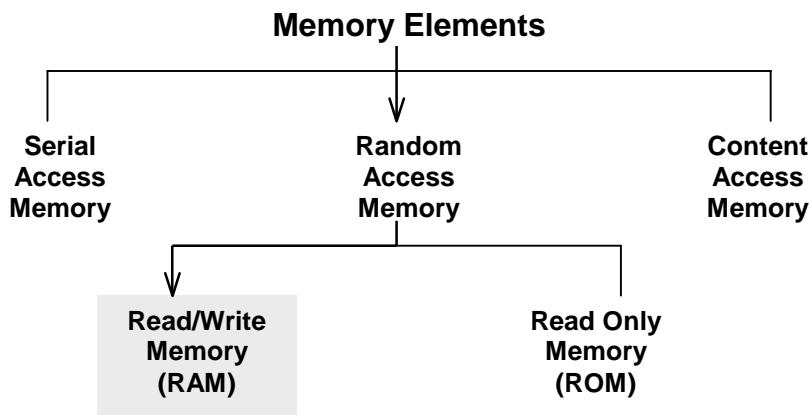 Memory Elements
Serial
Access
Memory
Random
Access
Memory
Content
Access
Memory
Read/Write
Memory
(RAM)
Read Only
Memory
(ROM)